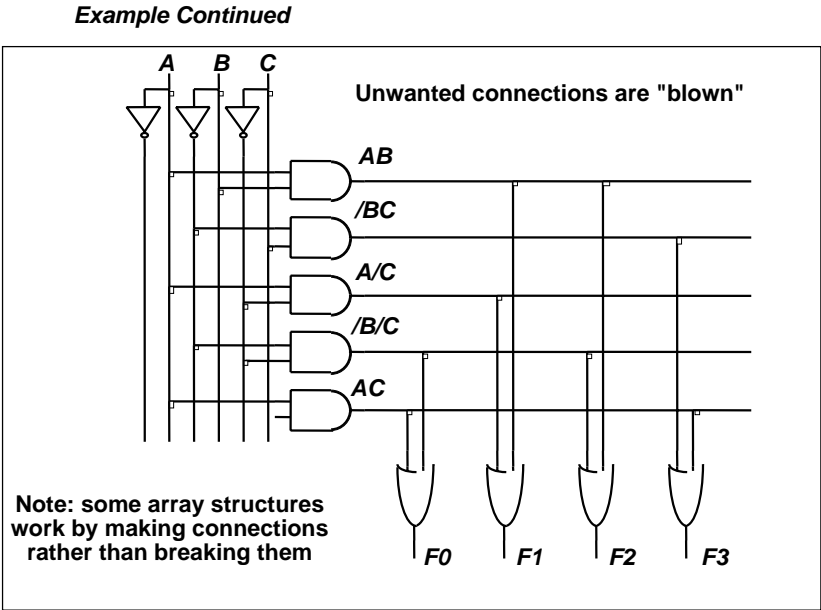 Example Continued
A B C
Unwanted connections are "blown"
AB
/BC
A/C
/B/C
AC
Note: some array structures
work by making connections
rather than breaking them
F0 F1 F2 F3